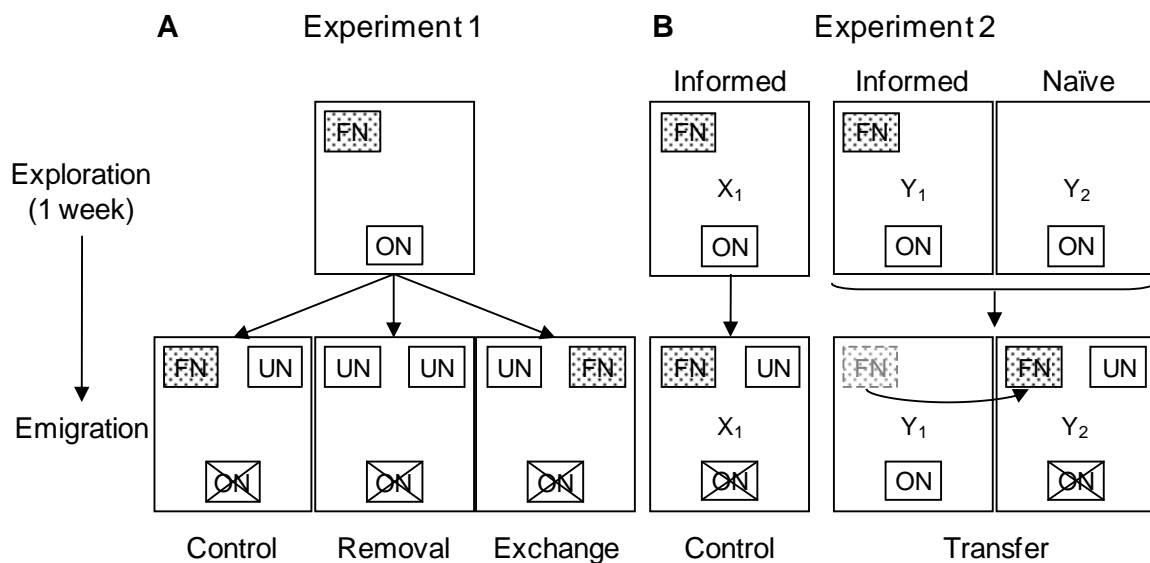 A Experiment 1
B Experiment 2
Informed Informed Naïve
FN FN FN
Exploration
(1 week)
X1 Y1 Y2
ON ON ON ON
FN UN UN UN UN FN FN UN FN FN UN
Emigration
X1 Y1 Y2
ON ON ON ON ON ON
Control Removal Exchange Control Transfer